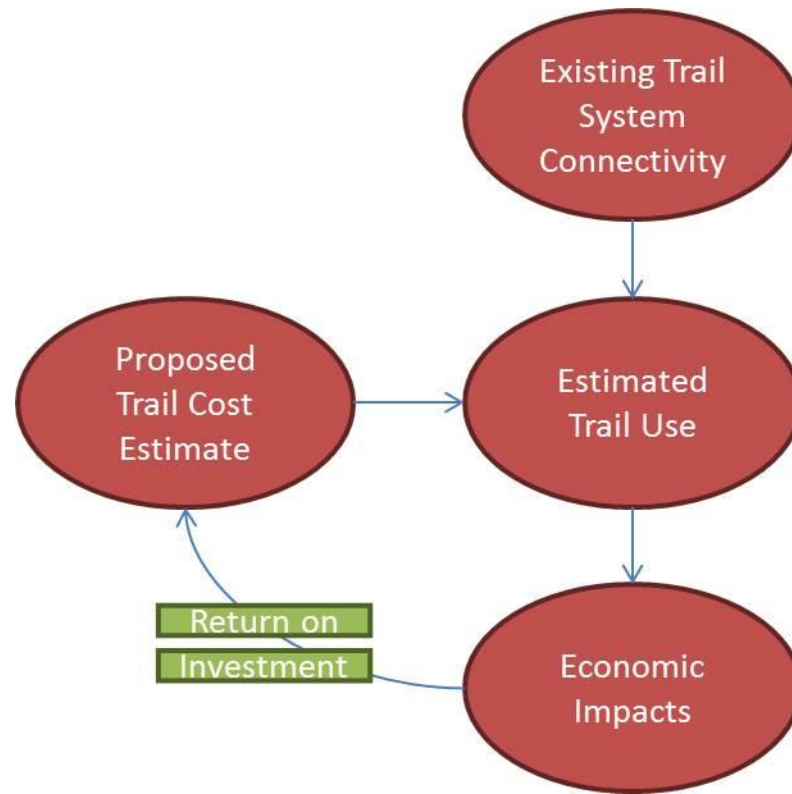 Existing Trail
System
Connectivity
Proposed
Trail Cost
Estimate
Estimated
Trail Use
Return on
Investment
Economic
Impacts